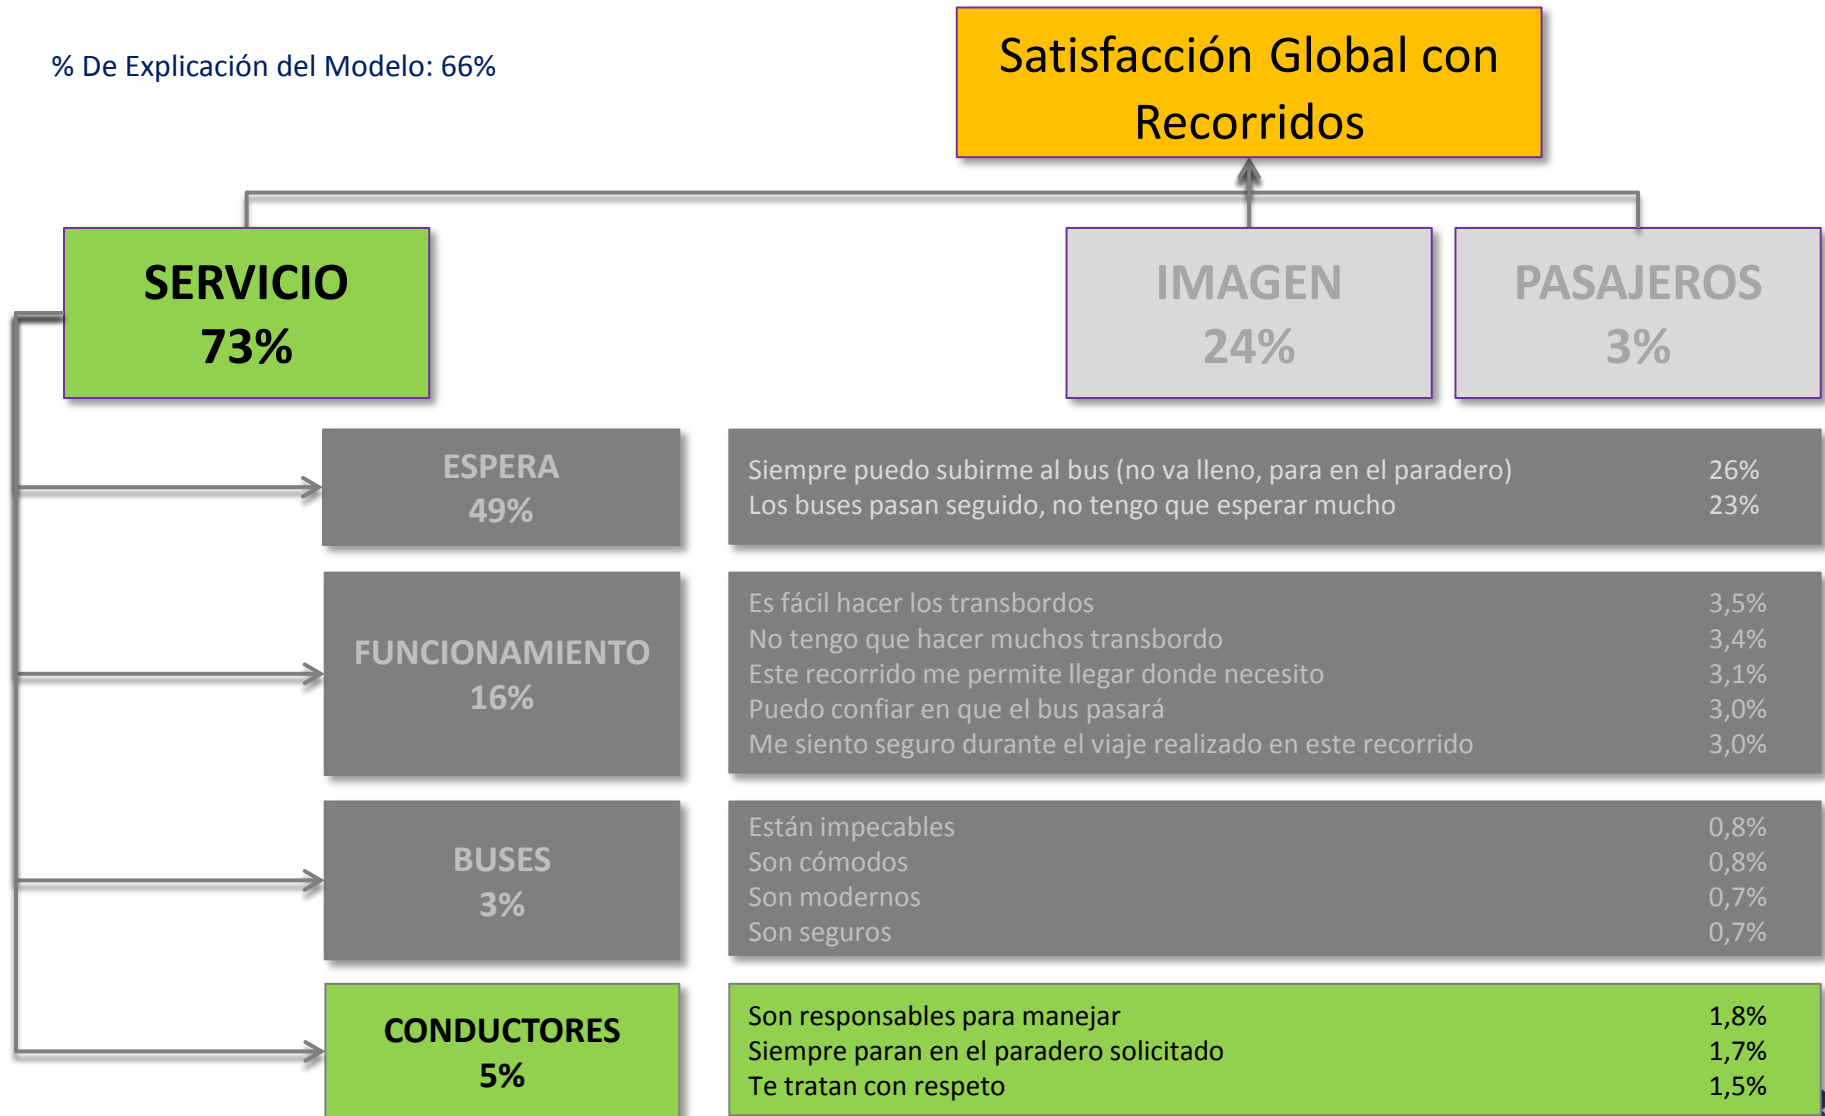 % De Explicación del Modelo: 66%
Satisfacción Global con
Recorridos
SERVICIO
73%
IMAGEN
24%
PASAJEROS
3%
ESPERA
49%
Siempre puedo subirme al bus (no va lleno, para en el paradero) 26%
Los buses pasan seguido, no tengo que esperar mucho 23%
FUNCIONAMIENTO
16%
Es fácil hacer los transbordos 3,5%
No tengo que hacer muchos transbordo 3,4%
Este recorrido me permite llegar donde necesito 3,1%
Puedo confiar en que el bus pasará 3,0%
Me siento seguro durante el viaje realizado en este recorrido 3,0%
BUSES
3%
Están impecables 0,8%
Son cómodos 0,8%
Son modernos 0,7%
Son seguros 0,7%
CONDUCTORES
5%
Son responsables para manejar 1,8%
Siempre paran en el paradero solicitado 1,7%
Te tratan con respeto 1,5%